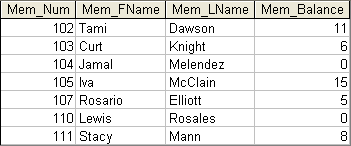 Mem_Num Mem_FName Mem_LName Mem_Balance
102 Tami Dawson 11
103 Curt Knight 6
104 Jamal Melendez 0
105 Iva McClain 15
107 Rosario Elliott 5
110 Lewis Rosales 0
111 Stacy Mann 8